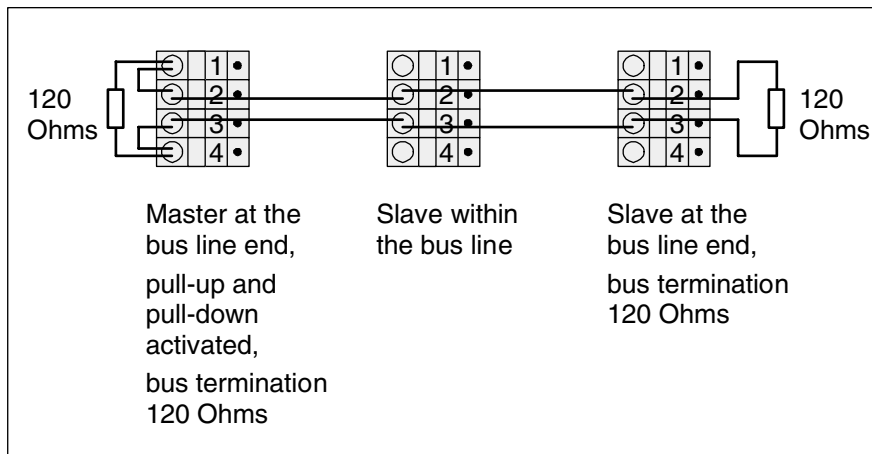 120
Ohms
1
2
3
4
1
2
3
4
1
2
3
4
120
Ohms
Master at the
bus line end,
pull-up and
pull-down
activated,
bus termination
120 Ohms
Slave within
the bus line
Slave at the
bus line end,
bus termination
120 Ohms